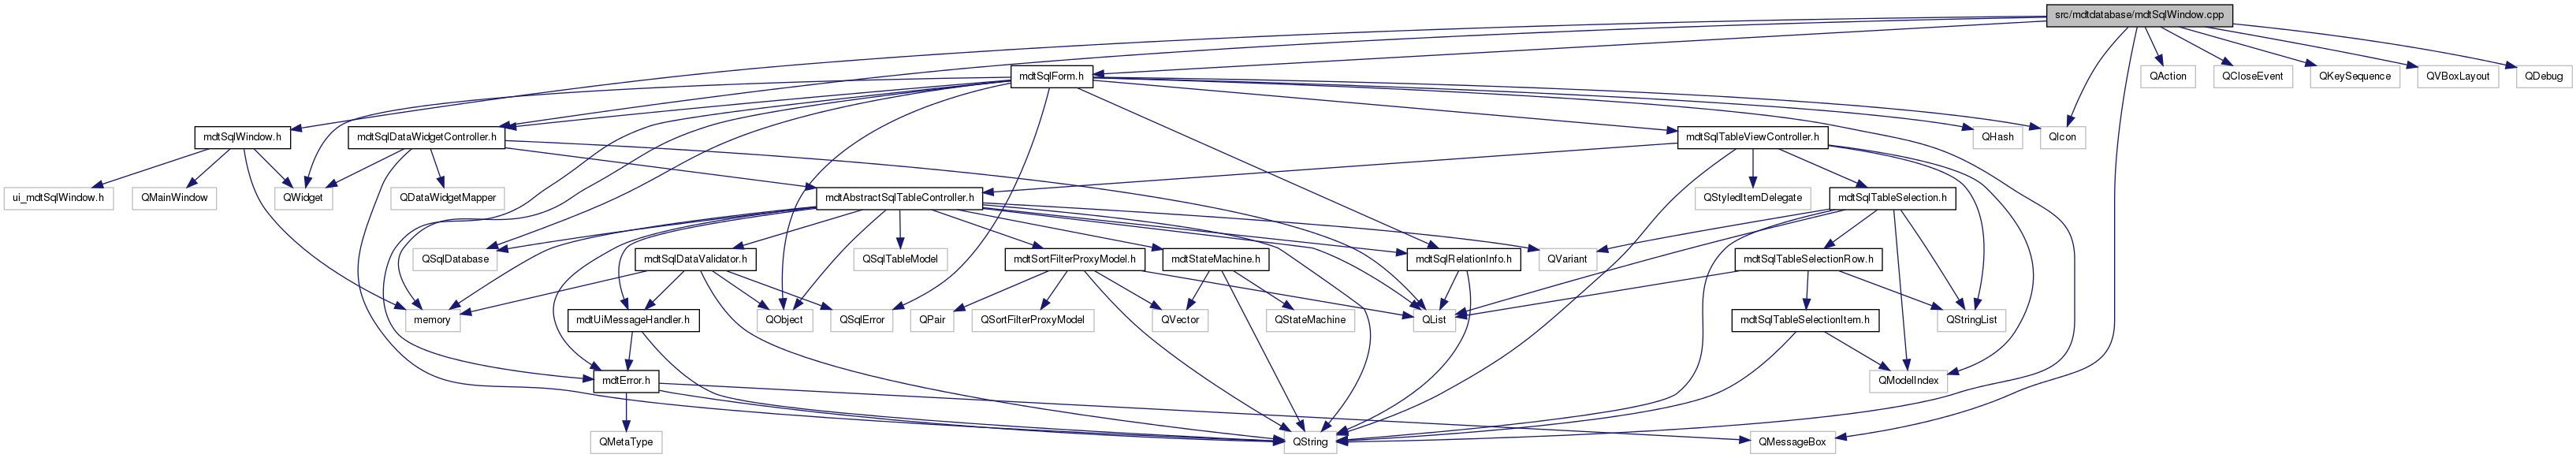 src/mdtdatabase/mdtSqlWindow.cpp
mdtSqlForm.h
QAction
QCloseEvent
QKeySequence
QVBoxLayout
QDebug
mdtSqlWindow.h
mdtSqlDataWidgetController.h
mdtSqlTableViewController.h
QHash
QIcon
ui_mdtSqlWindow.h
QMainWindow
QWidget
QDataWidgetMapper
mdtAbstractSqlTableController.h
QStyledItemDelegate
mdtSqlTableSelection.h
QSqlDatabase
mdtSqlDataValidator.h
QSqlTableModel
mdtSortFilterProxyModel.h
mdtStateMachine.h
mdtSqlRelationInfo.h
QVariant
mdtSqlTableSelectionRow.h
memory
mdtUiMessageHandler.h
QObject
QSqlError
QPair
QSortFilterProxyModel
QVector
QStateMachine
QList
mdtSqlTableSelectionItem.h
QStringList
mdtError.h
QModelIndex
QMetaType
QString
QMessageBox